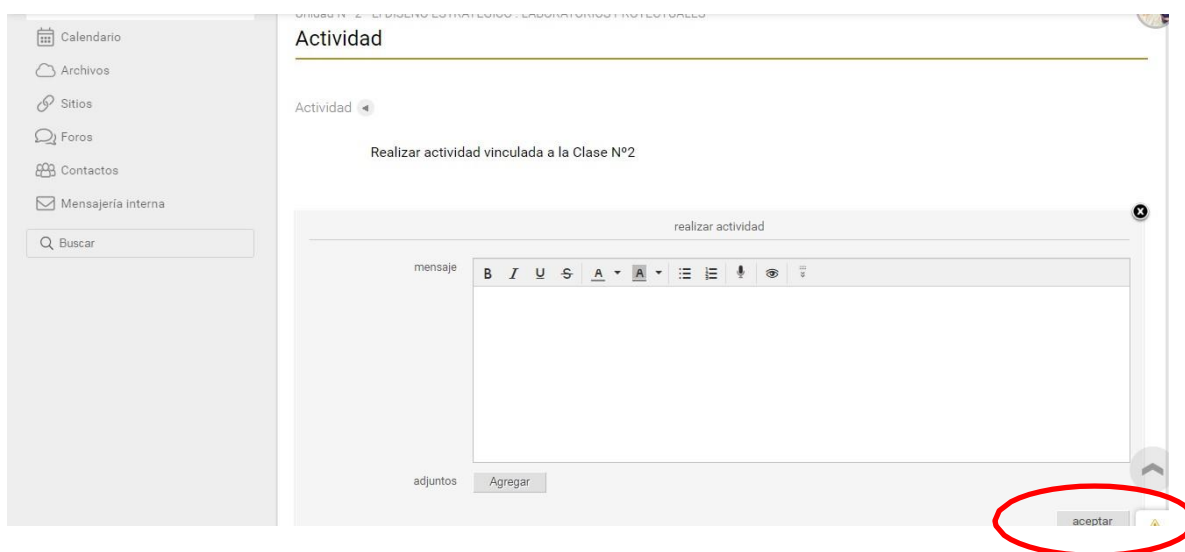 Calendario
Archivos
Sitios
Foros
Contactos
Mensajería interna
Buscar
Actividad
Actividad
Realizar actividad vinculada a la Clase Nº2
realizar actividad
mensaje
B I U S A A
adjuntos Agregar
aceptar